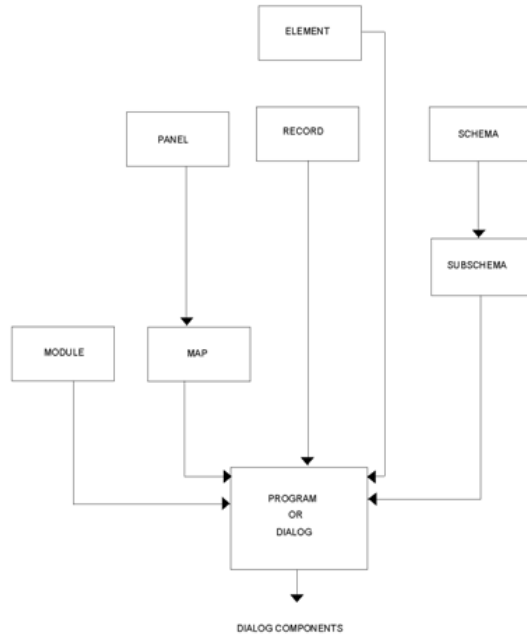 ELEMENT
PANEL
RECORD
SCHEMA
SUBSCHEMA
MODULE
MAP
PROGRAM
OR
DIALOG
DIALOG COMPONENTS